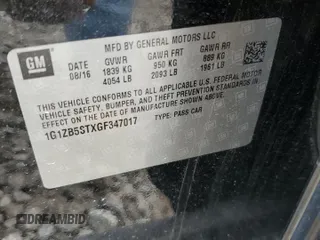 GM
MFD BY GENERAL MOTORS LLC
DATE GVWR GAWR FRT GAWR RR
08/16 1839 KG 950 KG 889 KG
4054 LB 2093 LB 1961 LB
THIS VEHICLE CONFORMS TO ALL APPLICABLE U.S. FEDERAL MOTOR
VEHICLE SAFETY, BUMPER, AND THEFT PREVENTION STANDARDS IN
EFFECT ON THE DATE OF MANUFACTURE SHOWN ABOVE.
1G1ZB5STXGF347017 TYPE: PASS CAR
BIDAMERICAN